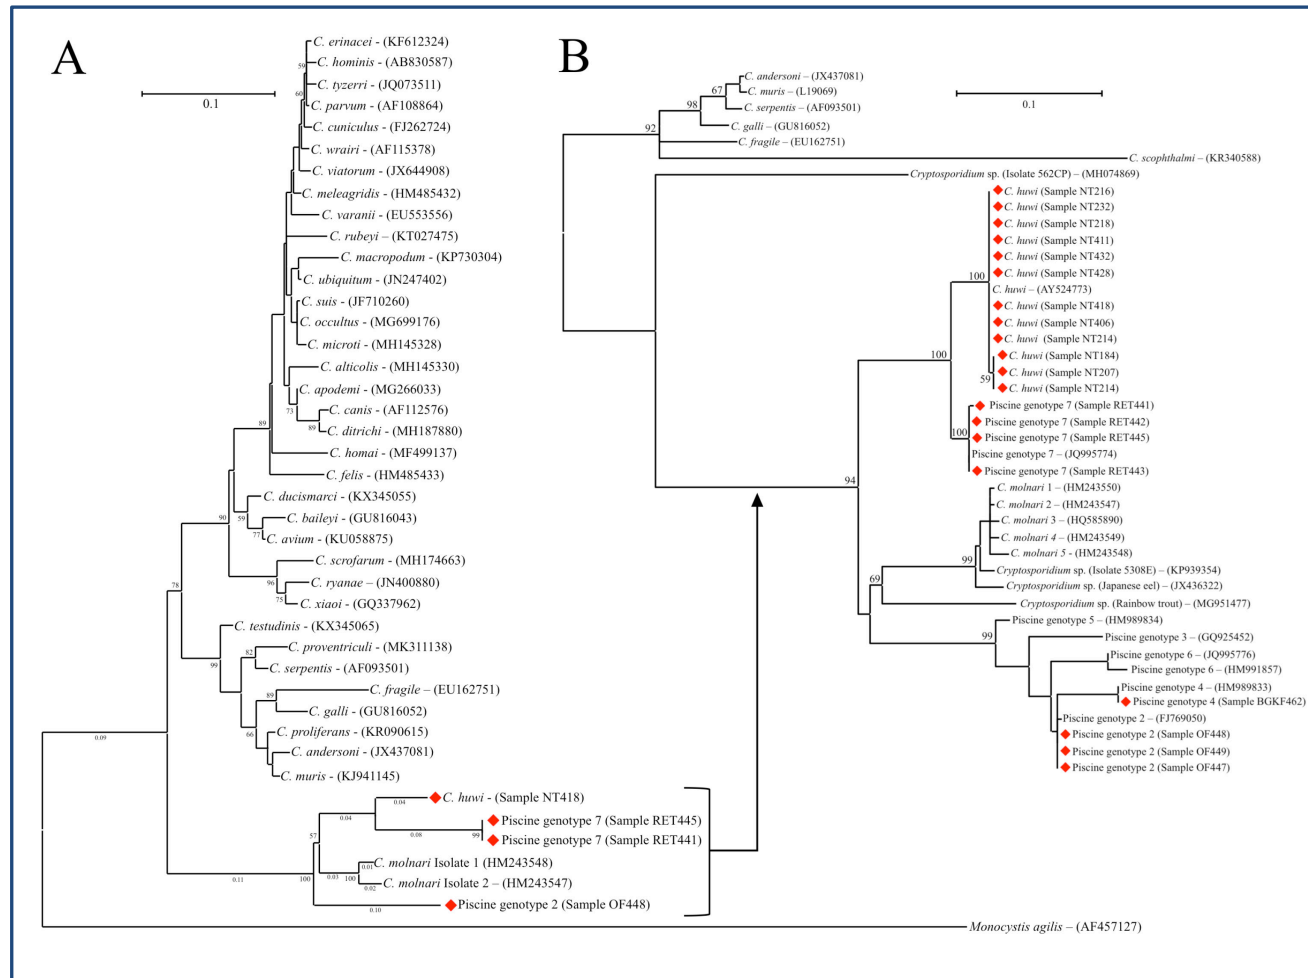 A
0.1
C. erinacei - (KF612324)
59
C. hominis - (AB830587)
C. tyzerri - (JQ073511)
60
C. parvum - (AF108864)
C. cuniculus - (FJ262724)
C. wrairi - (AF115378)
C. viatorum - (JX644908)
C. meleagridis - (HM485432)
C. varanii - (EU553556)
C. rubeyi – (KT027475)
C. macropodum - (KP730304)
C. ubiquitum - (JN247402)
C. suis - (JF710260)
C. occultus - (MG699176)
C. microti - (MH145328)
C. alticolis - (MH145330)
C. apodemi - (MG266033)
73
C. canis - (AF112576)
89
C. ditrichi - (MH187880)
89
C. homai - (MF499137)
C. felis - (HM485433)
C. ducismarci - (KX345055)
90
59
C. baileyi - (GU816043)
77
C. avium - (KU058875)
C. scrofarum - (MH174663)
96
C. ryanae – (JN400880)
78
75
C. xiaoi - (GQ337962)
C. testudinis - (KX345065)
82
C. proventriculi - (MK311138)
99
C. serpentis - (AF093501)
C. fragile – (EU162751)
89
C. galli - (GU816052)
66
C. proliferans - (KR090615)
0.09
C. andersoni - (JX437081)
C. muris - (KJ941145)
0.04
C. huwi - (Sample NT418)
0.04
Piscine genotype 7 (Sample RET445)
0.08
99
57
Piscine genotype 7 (Sample RET441)
C. molnari Isolate 1 (HM243548)
0.01
0.11
100
0.03
100
C. molnari Isolate 2 – (HM243547)
0.02
Piscine genotype 2 (Sample OF448)
0.10
Monocystis agilis – (AF457127)
B
0.1
C. andersoni – (JX437081)
67
C. muris – (L19069)
98
C. serpentis – (AF093501)
C. galli – (GU816052)
92
C. fragile – (EU162751)
C. scophthalmi – (KR340588)
Cryptosporidium sp. (Isolate 562CP) – (MH074869)
C. huwi (Sample NT216)
C. huwi (Sample NT232)
C. huwi (Sample NT218)
C. huwi (Sample NT411)
C. huwi (Sample NT432)
100
C. huwi (Sample NT428)
C. huwi – (AY524773)
C. huwi (Sample NT418)
C. huwi (Sample NT406)
C. huwi (Sample NT214)
100
C. huwi (Sample NT184)
59
C. huwi (Sample NT207)
C. huwi (Sample NT214)
Piscine genotype 7 (Sample RET441)
Piscine genotype 7 (Sample RET442)
100
Piscine genotype 7 (Sample RET445)
Piscine genotype 7 – (JQ995774)
Piscine genotype 7 (Sample RET443)
94
C. molnari 1 – (HM243550)
C. molnari 2 – (HM243547)
C. molnari 3 – (HQ585890)
C. molnari 4 – (HM243549)
99
C. molnari 5 - (HM243548)
Cryptosporidium sp. (Isolate 5308E) – (KP939354)
69
Cryptosporidium sp. (Japanese eel) – (JX436322)
Cryptosporidium sp. (Rainbow trout) – (MG951477)
Piscine genotype 5 – (HM989834)
99
Piscine genotype 3 – (GQ925452)
Piscine genotype 6 – (JQ995776)
Piscine genotype 6 – (HM991857)
Piscine genotype 4 – (HM989833)
Piscine genotype 4 (Sample BGKF462)
Piscine genotype 2 – (FJ769050)
Piscine genotype 2 (Sample OF448)
Piscine genotype 2 (Sample OF449)
Piscine genotype 2 (Sample OF447)